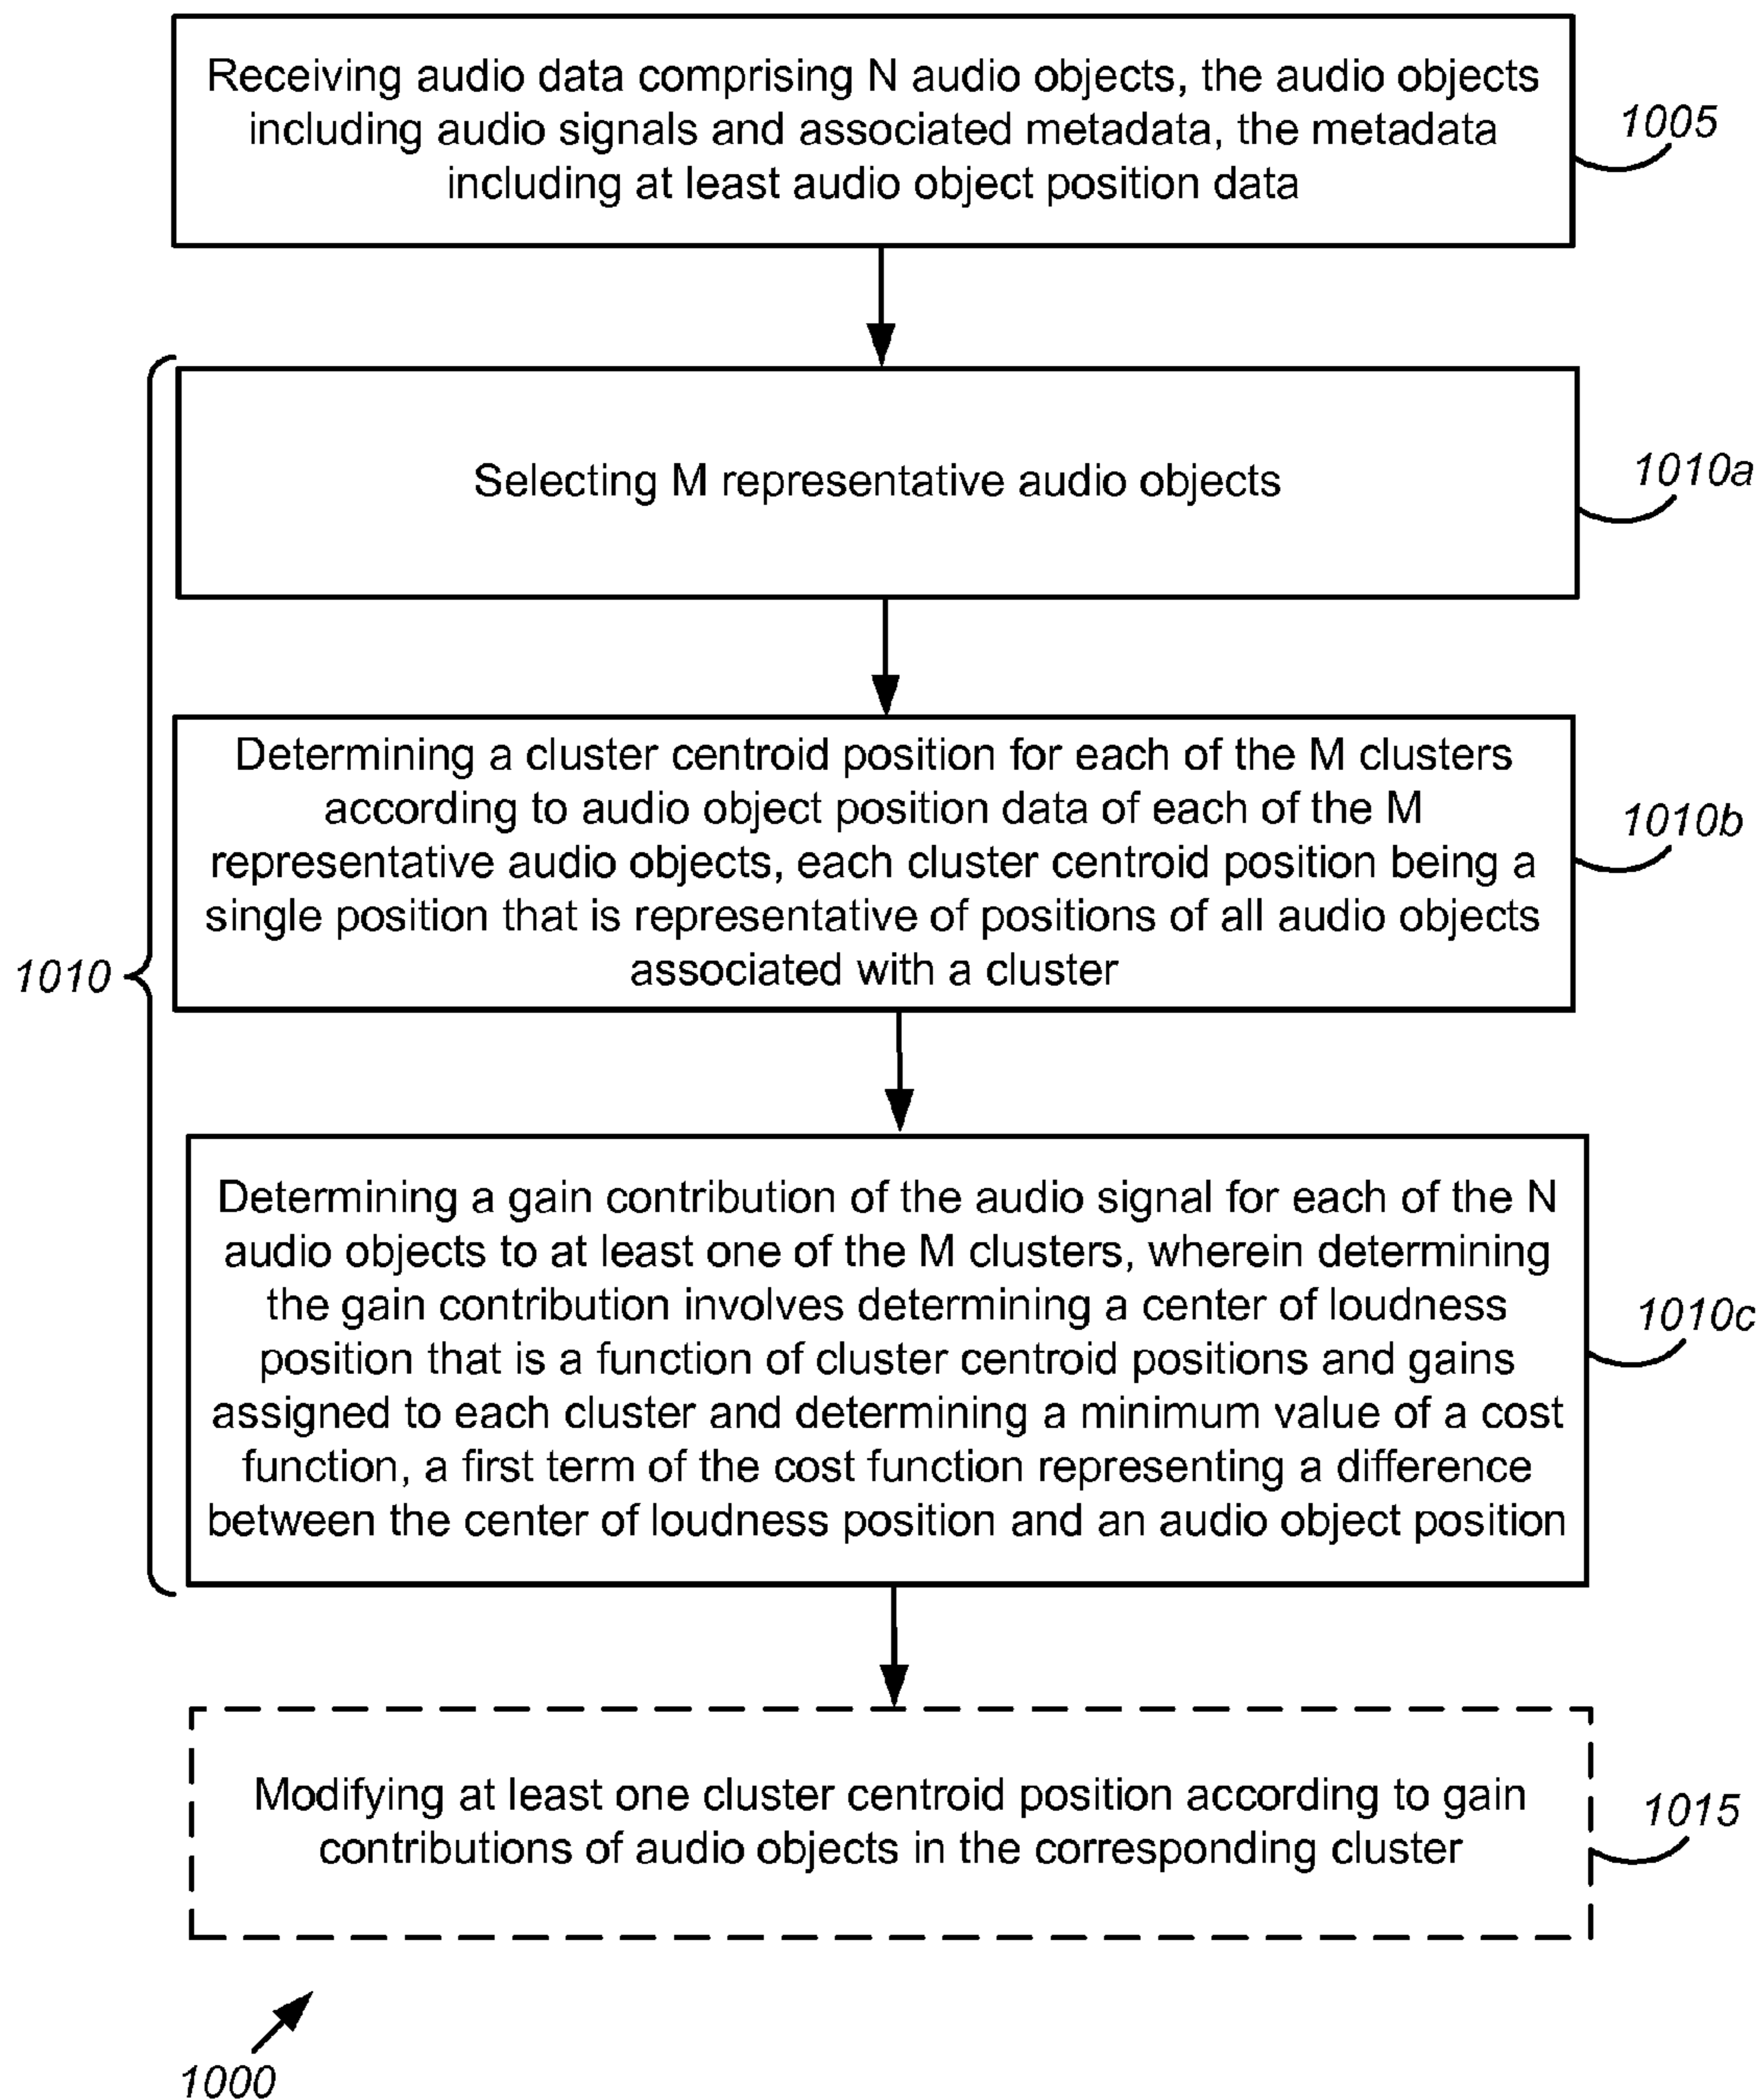 Receiving audio data comprising N audio objects, the audio objects
including audio signals and associated metadata, the metadata
including at least audio object position data
1005
Selecting M representative audio objects
1010a
Determining a cluster centroid position for each of the M clusters
according to audio object position data of each of the M
representative audio objects, each cluster centroid position being a
single position that is representative of positions of all audio objects
associated with a cluster
1010b
1010
Determining a gain contribution of the audio signal for each of the N
audio objects to at least one of the M clusters, wherein determining
the gain contribution involves determining a center of loudness
position that is a function of cluster centroid positions and gains
assigned to each cluster and determining a minimum value of a cost
function, a first term of the cost function representing a difference
between the center of loudness position and an audio object position
1010c
Modifying at least one cluster centroid position according to gain
contributions of audio objects in the corresponding cluster
1015
1000